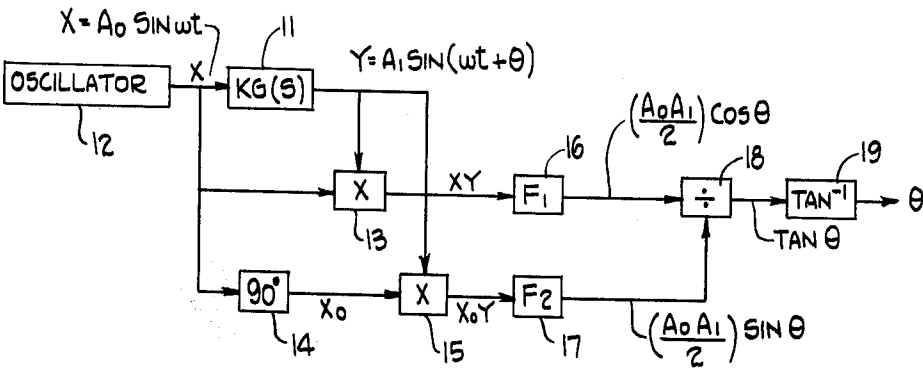 X = A₀ SIN ωt
11
Y = A₁ SIN(ωt + θ)
OSCILLATOR
X
KG(S)
12
(A₀A₁/2) COS θ
16
18
19
X
XY
F₁
÷
TAN⁻¹
θ
13
TAN θ
90°
X₀
X
X₀Y
F₂
14
15
17
(A₀A₁/2) SIN θ